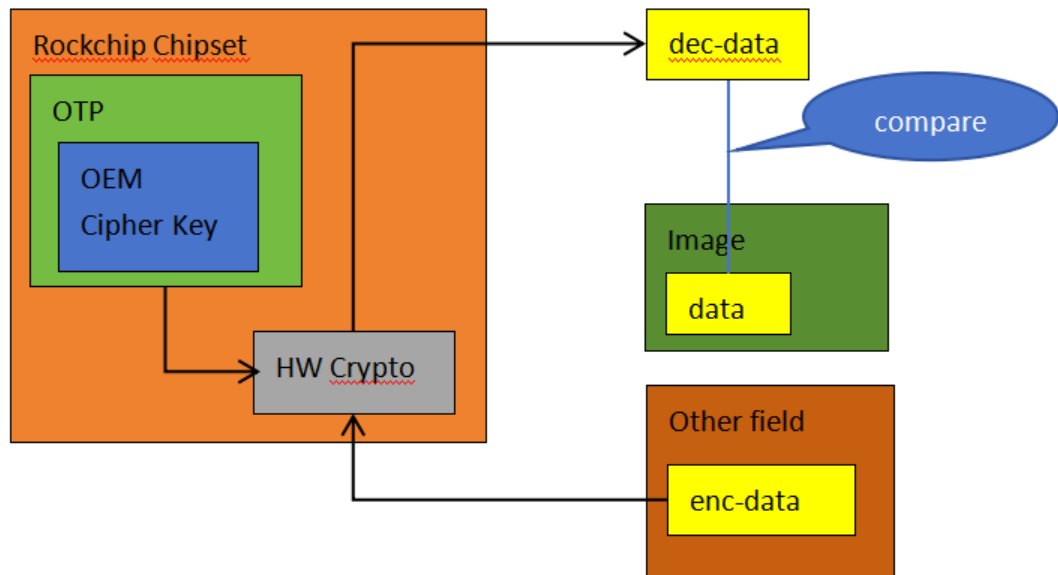 Rockchip Chipset
OTP
OEM
Cipher Key
HW Crypto
dec-data
compare
Image
data
Other field
enc-data